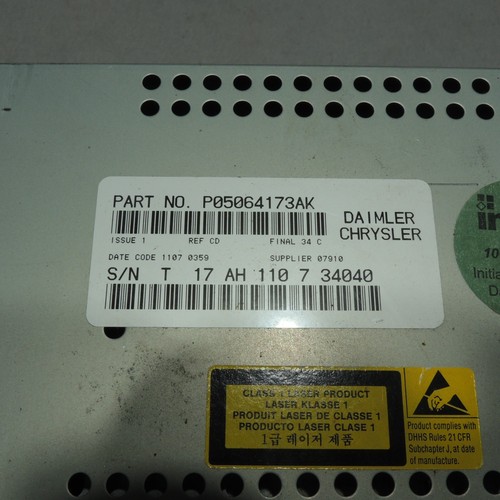 PART NO. P05064173AK
DAIMLER
CHRYSLER
ISSUE 1 REF CD FINAL 34 C
DATE CODE 1107 0359 SUPPLIER 07910
S/N T 17 AH 110 7 34040
10
Initia
D
CLASS 1 LASER PRODUCT
LASER KLASSE 1
PRODUIT LASER DE CLASSE 1
PRODUCTO LASER CLASE 1
1급 레이저 제품
Product complies with
DHHS Rules 21 CFR
Subchapter J, at date
of manufacture.